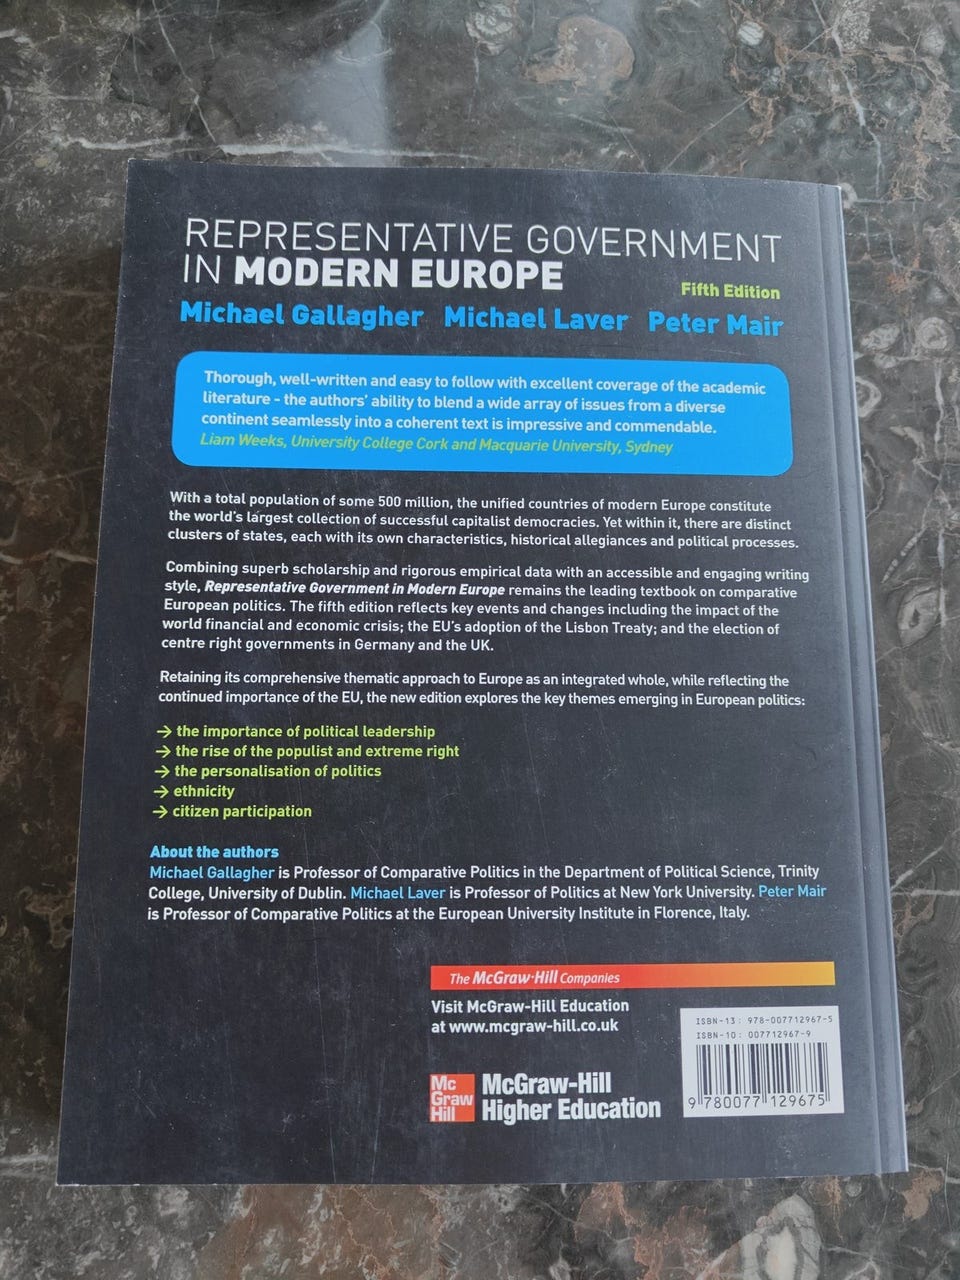 REPRESENTATIVE GOVERNMENT
IN MODERN EUROPE
Fifth Edition
Michael Gallagher Michael Laver Peter Mair
Thorough, well-written and easy to follow with excellent coverage of the academic
literature - the authors' ability to blend a wide array of issues from a diverse
continent seamlessly into a coherent text is impressive and commendable.
Liam Weeks, University College Cork and Macquarie University, Sydney
With a total population of some 500 million, the unified countries of modern Europe constitute
the world's largest collection of successful capitalist democracies. Yet within it, there are distinct
clusters of states, each with its own characteristics, historical allegiances and political processes.
Combining superb scholarship and rigorous empirical data with an accessible and engaging writing
style, Representative Government in Modern Europe remains the leading textbook on comparative
European politics. The fifth edition reflects key events and changes including the impact of the
world financial and economic crisis; the EU's adoption of the Lisbon Treaty; and the election of
centre right governments in Germany and the UK.
Retaining its comprehensive thematic approach to Europe as an integrated whole, while reflecting the
continued importance of the EU, the new edition explores the key themes emerging in European politics:
→ the importance of political leadership
→ the rise of the populist and extreme right
→ the personalisation of politics
→ ethnicity
→ citizen participation
About the authors
Michael Gallagher is Professor of Comparative Politics in the Department of Political Science, Trinity
College, University of Dublin. Michael Laver is Professor of Politics at New York University. Peter Mair
is Professor of Comparative Politics at the European University Institute in Florence, Italy.
The McGraw·Hill Companies
Visit McGraw-Hill Education
at www.mcgraw-hill.co.uk
ISBN-13: 978-007712967-5
ISBN-10: 007712967-9
Mc
Graw
Hill
McGraw-Hill
Higher Education
9 780077 129675